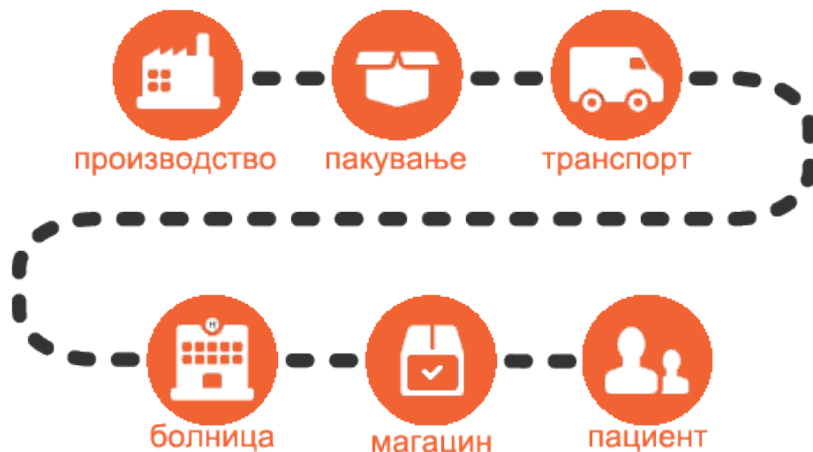 производство
пакување
транспорт
H
болница
магацин
пациент